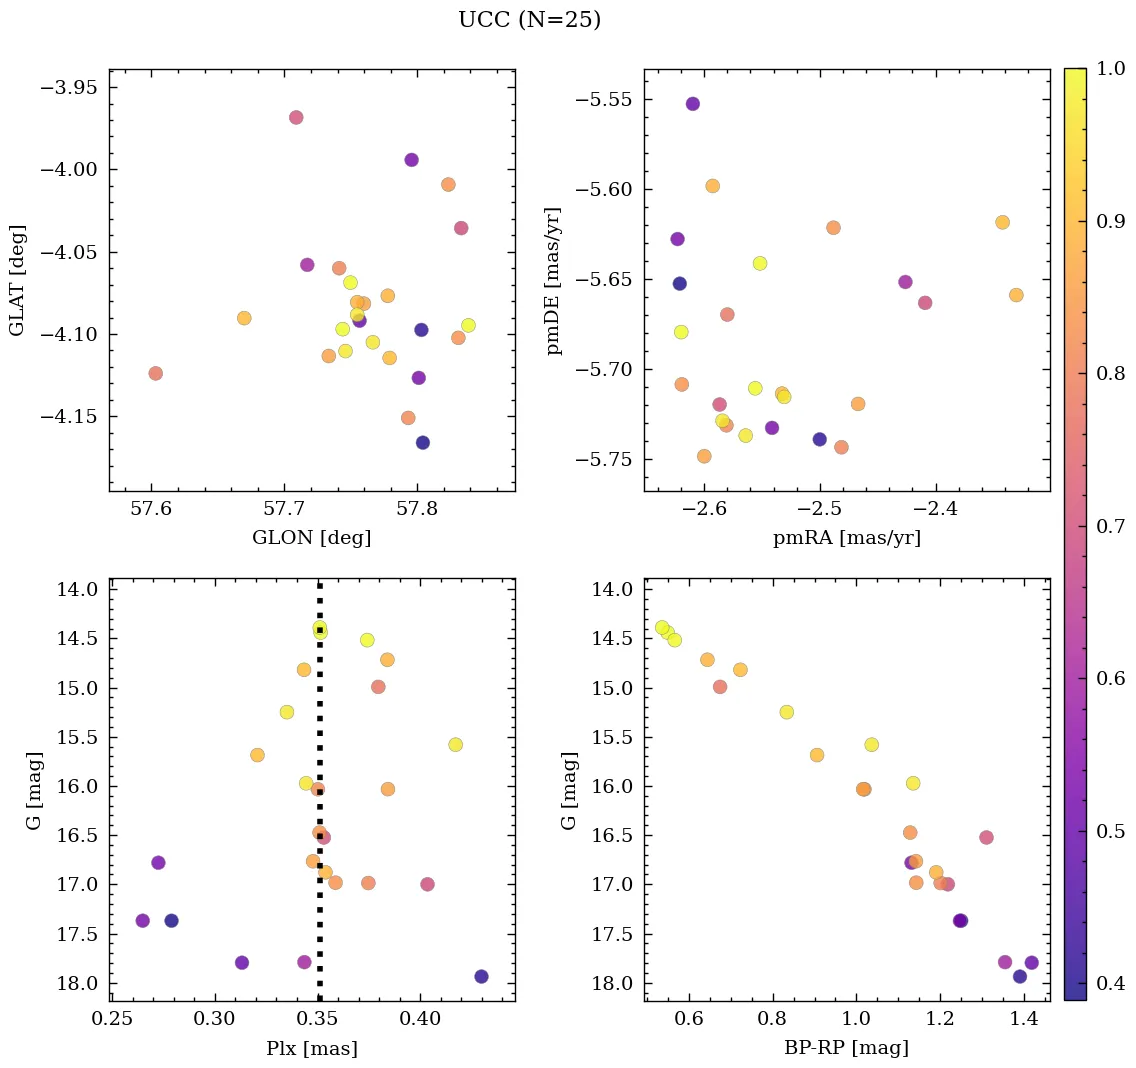 UCC (N=25)
−3.95
−4.00
−4.05
−4.10
−4.15
GLAT [deg]
57.6 57.7 57.8
GLON [deg]
−5.55
−5.60
−5.65
−5.70
−5.75
pmDE [mas/yr]
−2.6 −2.5 −2.4
pmRA [mas/yr]
14.0
14.5
15.0
15.5
16.0
16.5
17.0
17.5
18.0
G [mag]
0.25 0.30 0.35 0.40
Plx [mas]
14.0
14.5
15.0
15.5
16.0
16.5
17.0
17.5
18.0
G [mag]
0.6 0.8 1.0 1.2 1.4
BP-RP [mag]
1.0
0.9
0.8
0.7
0.6
0.5
0.4